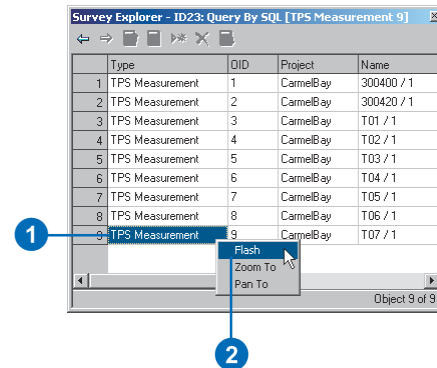 Survey Explorer - ID23: Query By SQL [TPS Measurement 9]
Type OID Project Name
1 TPS Measurement 1 CarmelBay 300400 / 1
2 TPS Measurement 2 CarmelBay 300420 / 1
3 TPS Measurement 3 CarmelBay T01 / 1
4 TPS Measurement 4 CarmelBay T02 / 1
5 TPS Measurement 5 CarmelBay T03 / 1
6 TPS Measurement 6 CarmelBay T04 / 1
7 TPS Measurement 7 CarmelBay T05 / 1
8 TPS Measurement 8 CarmelBay T06 / 1
1
9 TPS Measurement 9 CarmelBay T07 / 1
Flash
Zoom To
Pan To
Object 9 of 9
2